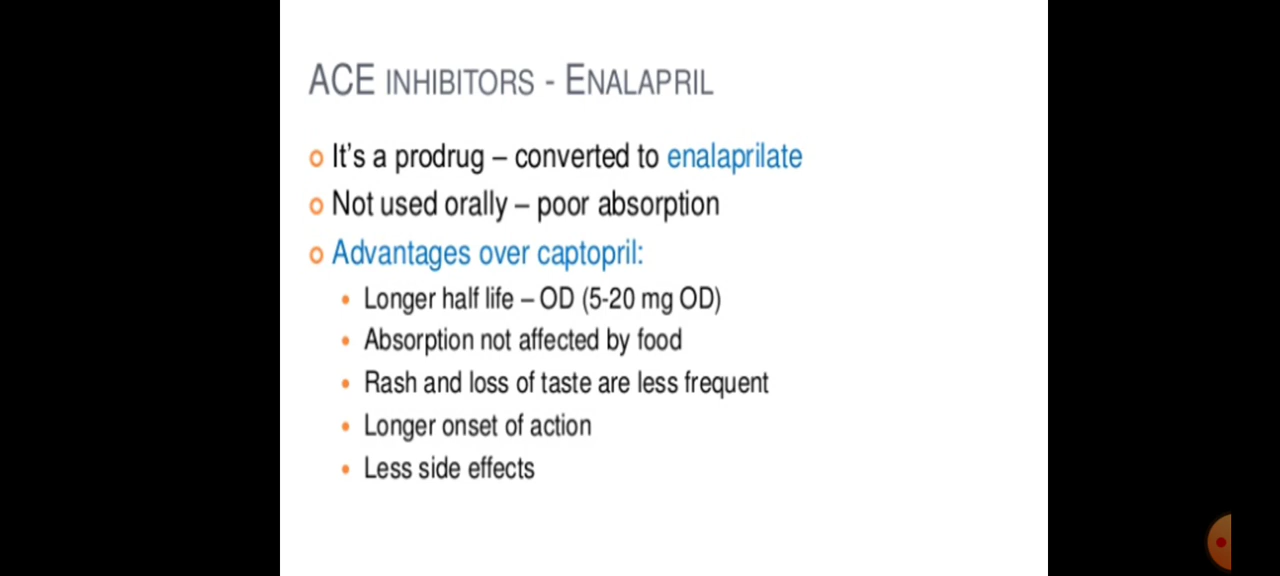 ACE INHIBITORS - ENALAPRIL
It's a prodrug – converted to enalaprilate
Not used orally – poor absorption
Advantages over captopril:
Longer half life – OD (5-20 mg OD)
Absorption not affected by food
Rash and loss of taste are less frequent
Longer onset of action
Less side effects